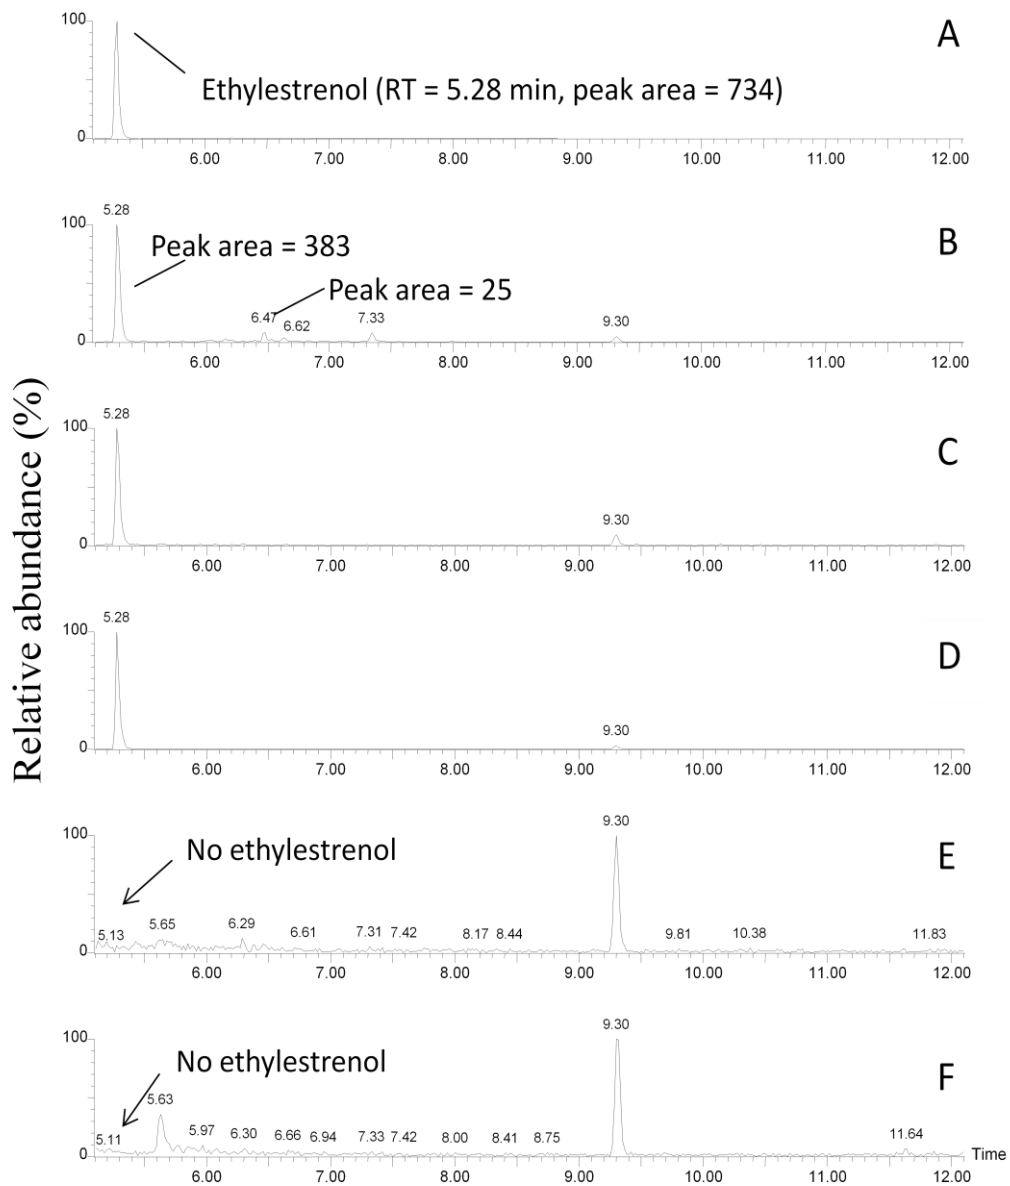 Relative abundance (%)
100
A
Ethylestrenol (RT = 5.28 min, peak area = 734)
0
6.00 7.00 8.00 9.00 10.00 11.00 12.00
5.28
100
B
Peak area = 383
Peak area = 25
6.47 6.62 7.33 9.30
0
6.00 7.00 8.00 9.00 10.00 11.00 12.00
5.28
100
C
9.30
0
6.00 7.00 8.00 9.00 10.00 11.00 12.00
5.28
100
D
9.30
0
6.00 7.00 8.00 9.00 10.00 11.00 12.00
9.30
100
No ethylestrenol
E
5.13 5.65 6.29 6.61 7.31 7.42 8.17 8.44 9.81 10.38 11.83
0
6.00 7.00 8.00 9.00 10.00 11.00 12.00
9.30
100
No ethylestrenol
F
5.11 5.63 5.97 6.30 6.66 6.94 7.33 7.42 8.00 8.41 8.75 11.64
0
Time
6.00 7.00 8.00 9.00 10.00 11.00 12.00